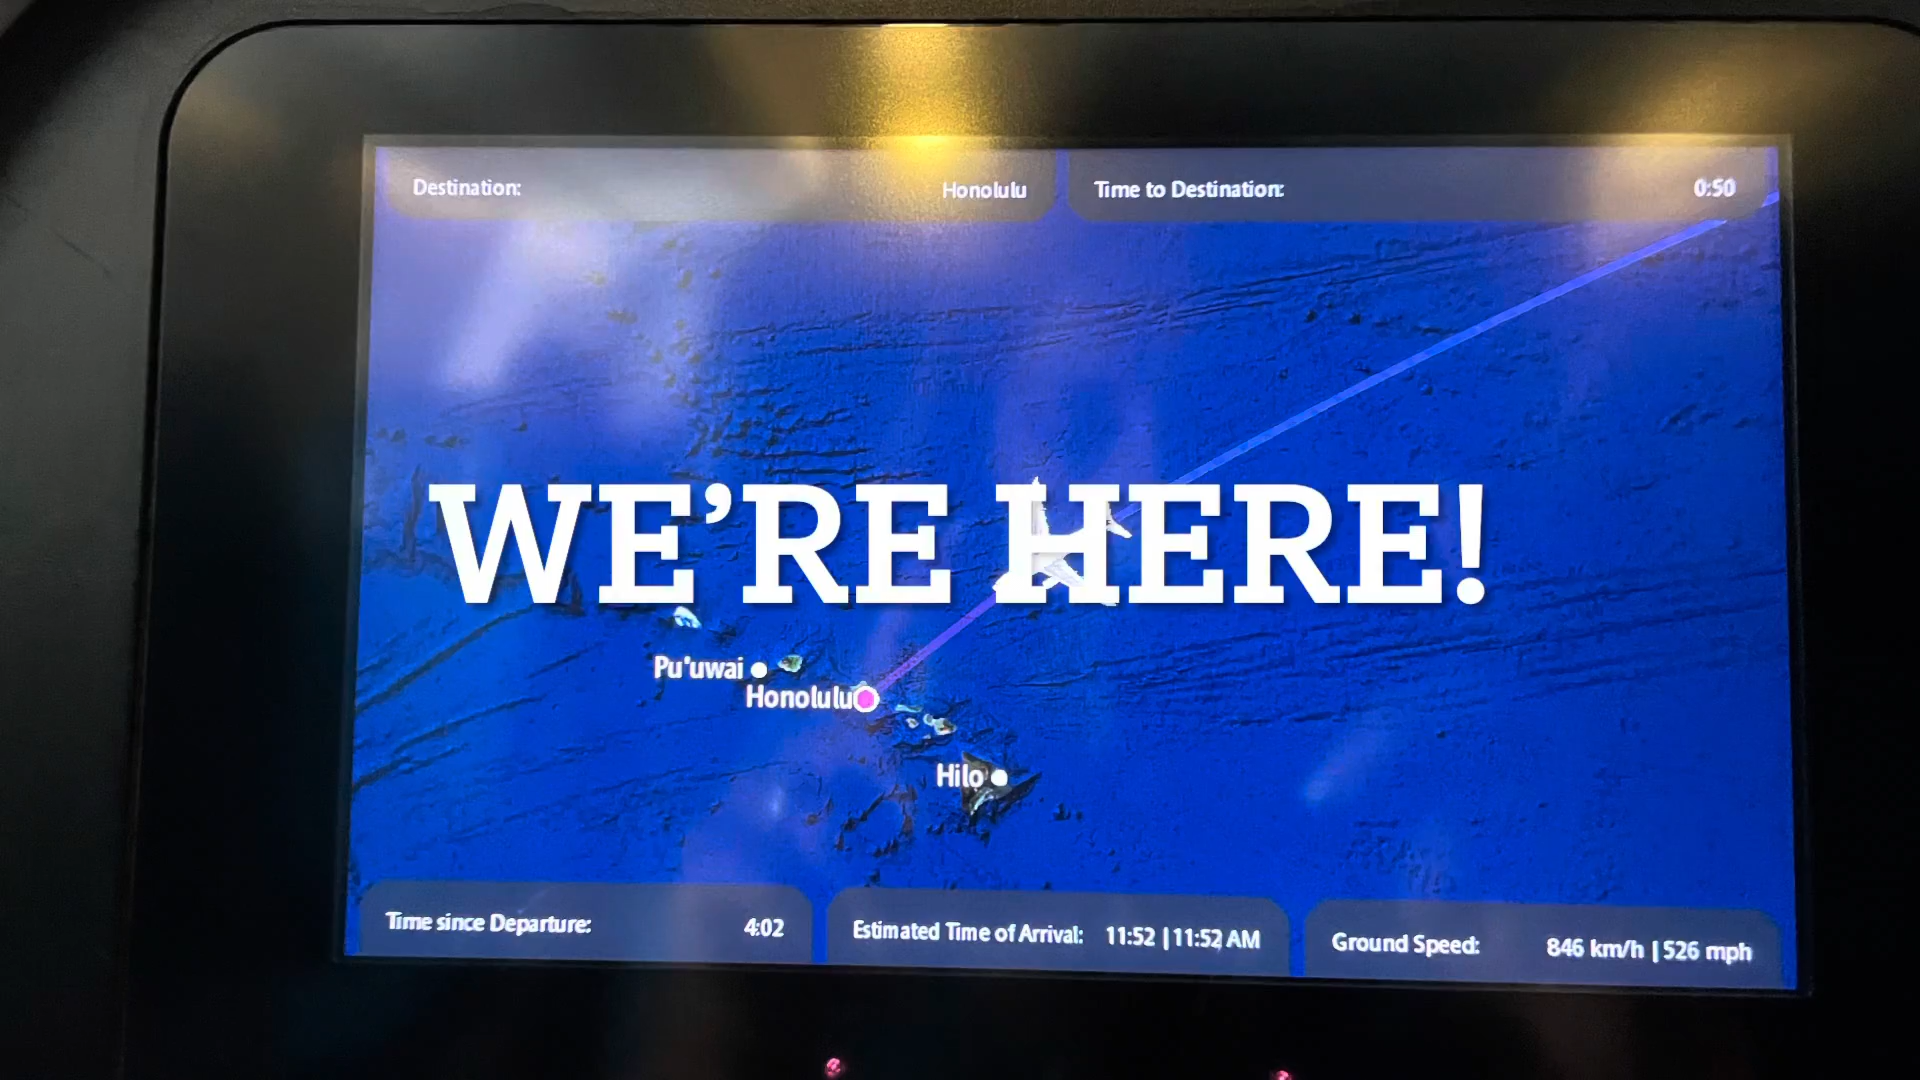 Destination: Honolulu
Time to Destination: 0:50
WE’RE HERE!
Pu'uwai
Honolulu
Hilo
Time since Departure: 4:02
Estimated Time of Arrival: 11:52 | 11:52 AM
Ground Speed: 846 km/h | 526 mph